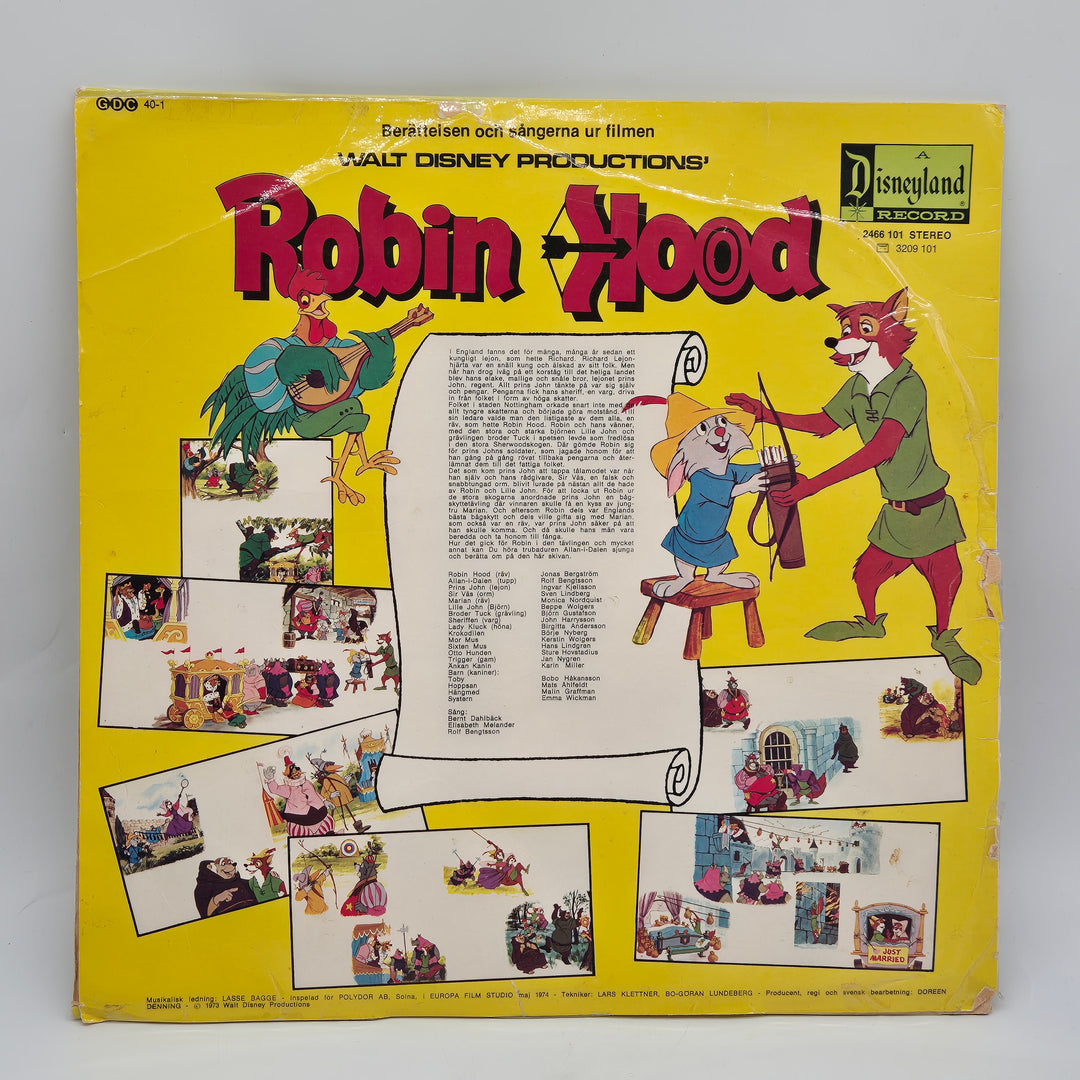 GDC 40-1
Berättelsen och sångerna ur filmen
WALT DISNEY PRODUCTIONS'
Robin Hood
A
Disneyland
®
RECORD
2466 101 STEREO
3209 101
I England fanns det för många, många år sedan ett
kungligt lejon, som hette Richard. Richard Lejon-
hjärta var en snäll kung och älskad av sitt folk. Men
när han drog iväg på ett korståg till det heliga landet
blev hans elake, mallige och snåle bror, lejonet prins
John, regent. Allt prins John tänkte på var sig själv
och pengar. Pengarna fick hans sheriff, en varg, driva
in från folket i form av höga skatter.
Folket i staden Nottingham orkade snart inte med de
allt tyngre skatterna och började göra motstånd. Till
sin ledare valde man den listigaste av dem alla, en
räv, som hette Robin Hood. Robin och hans vänner,
med den stora och starka björnen Lille John och
grävlingen broder Tuck i spetsen levde som fredlösa
i den stora Sherwoodskogen. Där gömde Robin sig
för prins Johns soldater, som jagade honom för att
han gång på gång rövat tillbaka pengarna och åter-
lämnat dem till det fattiga folket.
Det som kom prins John att tappa tålamodet var när
han själv och hans rådgivare, Sir Väs, en falsk och
snabbtungad orm, blivit lurade på nästan allt de hade
av Robin och Lille John. För att locka ut Robin ur
de stora skogarna anordnade prins John en båg-
skyttetävling där vinnaren skulle få en kyss av jung-
fru Marian. Och eftersom Robin dels var Englands
bästa bågskytt och dels ville gifta sig med Marian,
som också var en räv, var prins John säker på att
han skulle komma. Och då skulle hans män vara
beredda och ta honom till fånga.
Hur det gick för Robin i den tävlingen och mycket
annat kan Du höra trubaduren Allan-i-Dalen sjunga
och berätta om på den här skivan.
Robin Hood (räv) Jonas Bergström
Allan-i-Dalen (tupp) Rolf Bengtsson
Prins John (lejon) Ingvar Kjellsson
Sir Väs (orm) Sven Lindberg
Marian (räv) Monica Nordquist
Lille John (Björn) Beppe Wolgers
Broder Tuck (grävling) Björn Gustafson
Sheriffen (varg) John Harryson
Lady Kluck (höna) Birgitta Andersson
Krokodilen Börje Nyberg
Mor Mus Kerstin Wolgers
Sixten Mus Hans Lindgren
Otto Hunden Sture Hovstadius
Trigger (gam) Jan Nygren
Änkan Kanin Karin Miller
Barn (kaniner):
Toby Bobo Håkansson
Hoppsan Mats Åhlfeldt
Hängmed Malin Graffman
Systern Emma Wickman
Sång:
Bernt Dahlbäck
Elisabeth Melander
Rolf Bengtsson
JUST
MARRIED
Musikalisk ledning: LASSE BAGGE - Inspelad för POLYDOR AB, Solna, i EUROPA FILM STUDIO maj 1974 - Tekniker: LARS KLETTNER, BO-GÖRAN LUNDEBERG - Producent, regi och svensk bearbetning: DOREEN
DENNING - © 1973 Walt Disney Productions